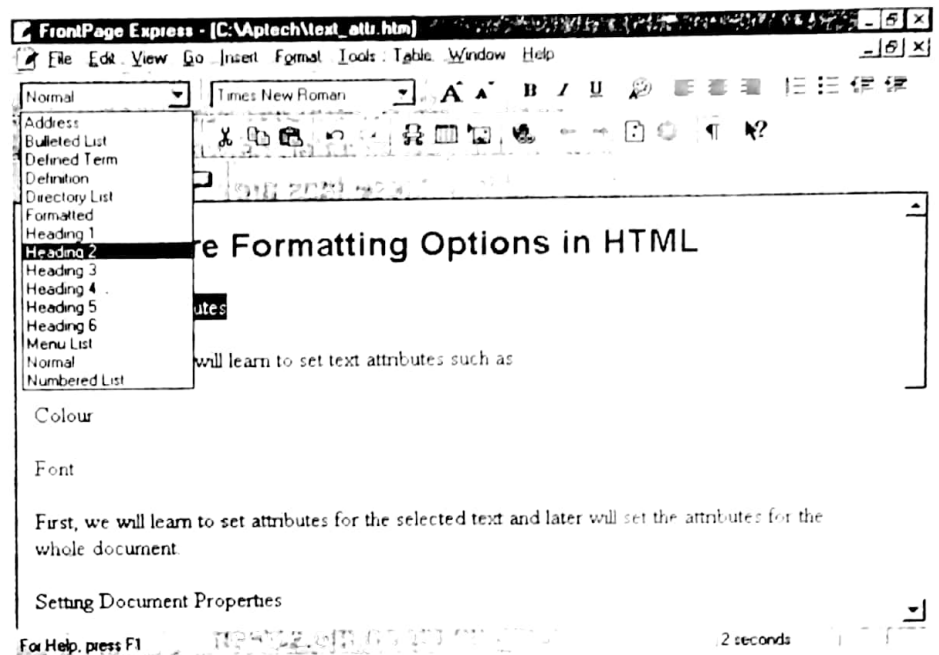 FrontPage Express - [C:\Aptech\text_attr.htm]
File Edit View Go Insert Format Tools Table Window Help
Normal Times New Roman A A B I U
Address
Bulleted List
Defined Term
Definition
Directory List
Formatted
Heading 1
Heading 2
re Formatting Options in HTML
Heading 3
Heading 4
Heading 5
utes
Heading 6
Menu List
Normal
will learn to set text attributes such as
Numbered List
Colour
Font
First, we will learn to set attributes for the selected text and later will set the attributes for the
whole document.
Setting Document Properties
For Help, press F1 2 seconds